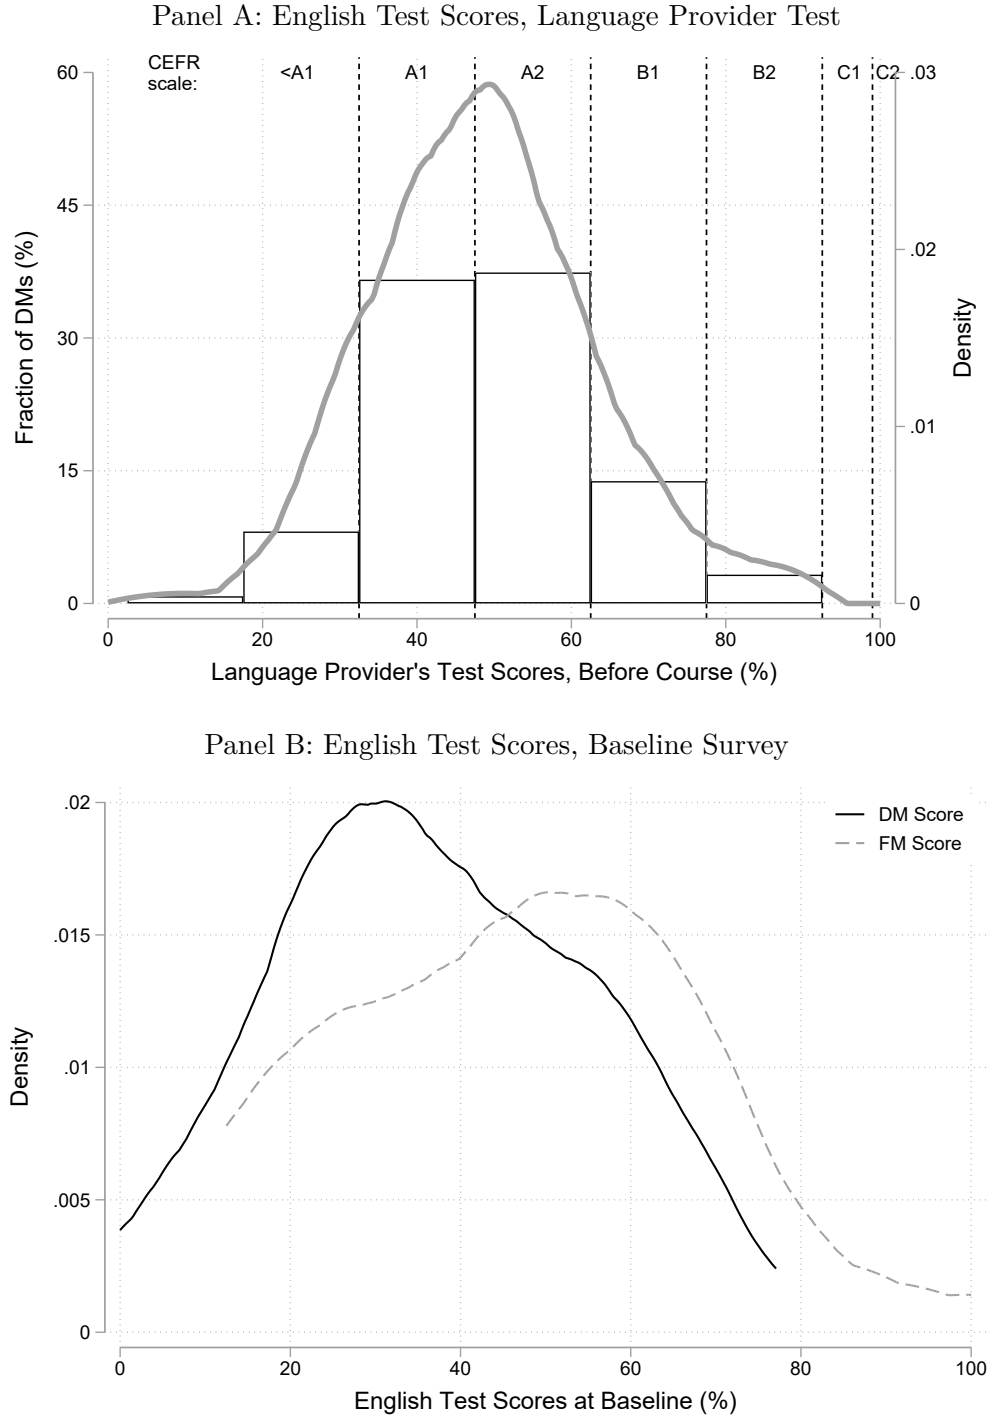 Panel A: English Test Scores, Language Provider Test
CEFR scale: <A1 A1 A2 B1 B2 C1 C2
60 .03
45
.02
30
.01
15
0 0
Fraction of DMs (%)
Density
0 20 40 60 80 100
Language Provider's Test Scores, Before Course (%)
Panel B: English Test Scores, Baseline Survey
.02
.015
.01
.005
0
Density
DM Score
FM Score
0 20 40 60 80 100
English Test Scores at Baseline (%)